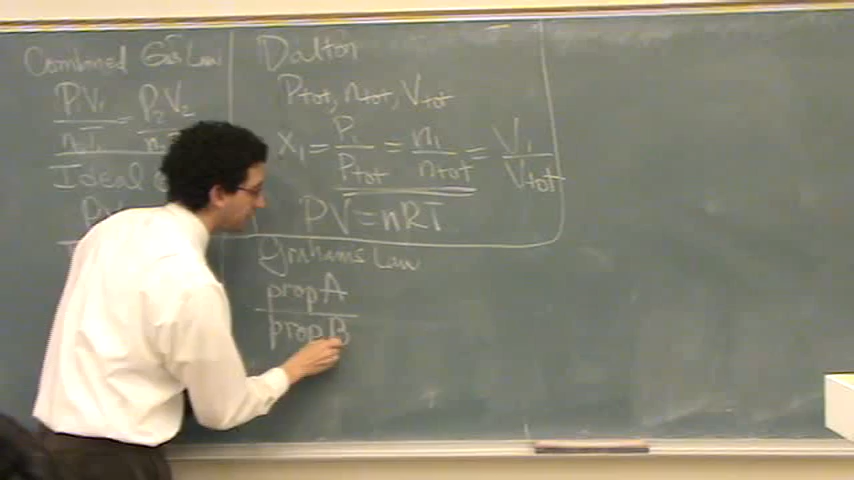 Combined Gas Law
P₁V₁ / n₁T₁ = P₂V₂
Ideal
PV
Dalton
Ptot, ntot, Vtot
X₁ = P₁ / Ptot = n₁ / ntot = V₁ / Vtot
PV = nRT
Grahams Law
prop A
prop B